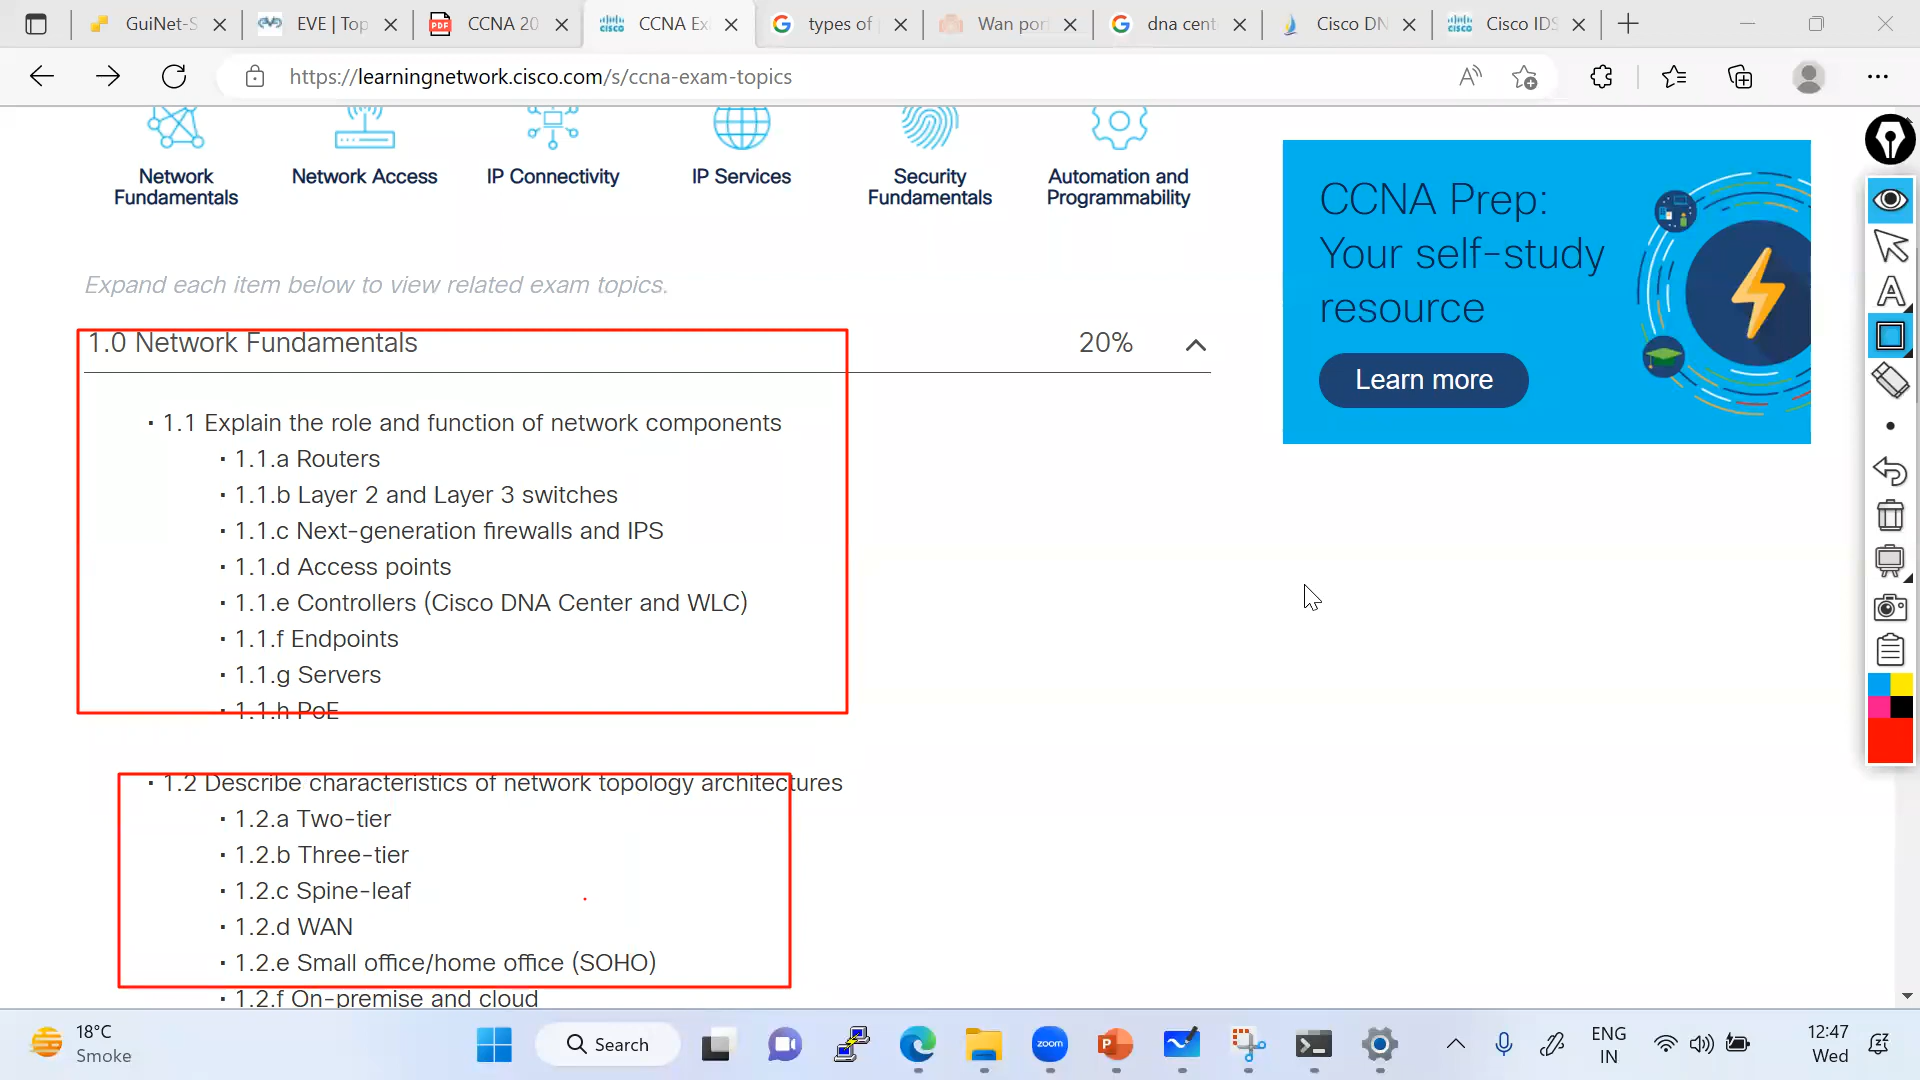 GuiNet-S
EVE | Top
CCNA 20
CCNA Ex
types of
Wan por
dna cent
Cisco DN
Cisco IDS
https://learningnetwork.cisco.com/s/ccna-exam-topics
Network Fundamentals
Network Access
IP Connectivity
IP Services
Security Fundamentals
Automation and Programmability
CCNA Prep:
Your self-study
resource
Learn more
Expand each item below to view related exam topics.
1.0 Network Fundamentals 20%
· 1.1 Explain the role and function of network components
· 1.1.a Routers
· 1.1.b Layer 2 and Layer 3 switches
· 1.1.c Next-generation firewalls and IPS
· 1.1.d Access points
· 1.1.e Controllers (Cisco DNA Center and WLC)
· 1.1.f Endpoints
· 1.1.g Servers
· 1.1.h PoE
· 1.2 Describe characteristics of network topology architectures
· 1.2.a Two-tier
· 1.2.b Three-tier
· 1.2.c Spine-leaf
· 1.2.d WAN
· 1.2.e Small office/home office (SOHO)
· 1.2.f On-premise and cloud
18°C
Smoke
Search
zoom
ENG
IN
12:47
Wed